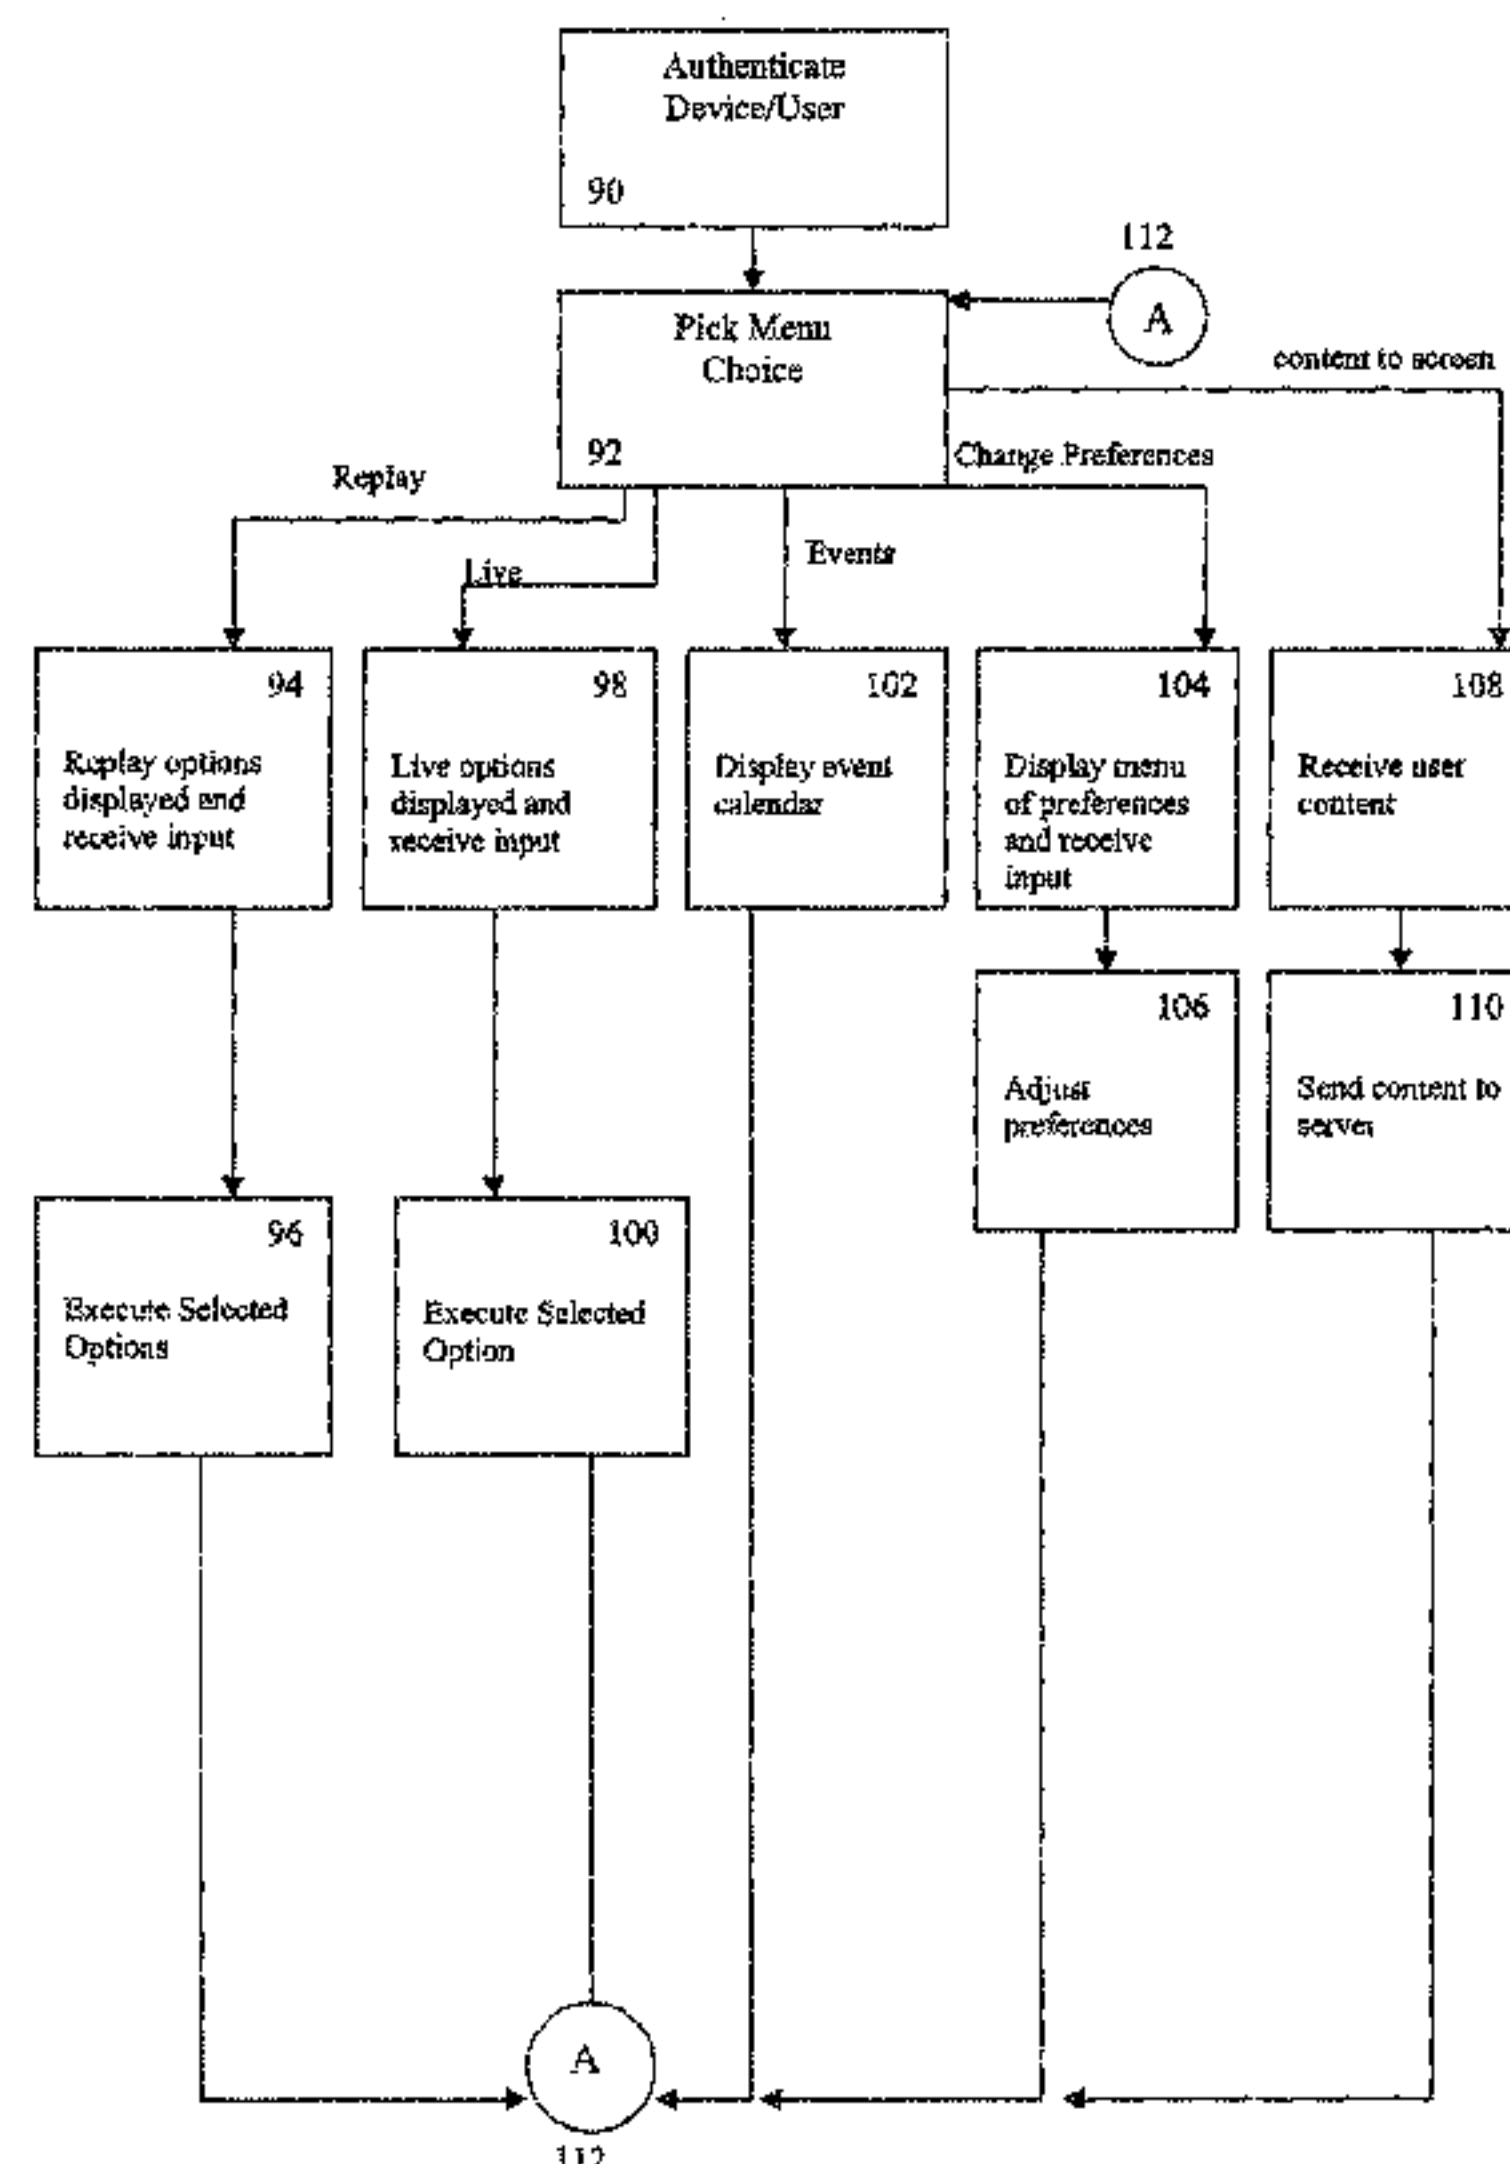 Authenticate
Device/User
90
112
A
Pick Menu
Choice
92
content to screen
Change Preferences
Replay
Live
Events
94
Replay options
displayed and
receive input
98
Live options
displayed and
receive input
102
Display event
calendar
104
Display menu
of preferences
and receive
input
108
Receive user
content
106
Adjust
preferences
110
Send content to
server
96
Execute Selected
Options
100
Execute Selected
Option
A
112